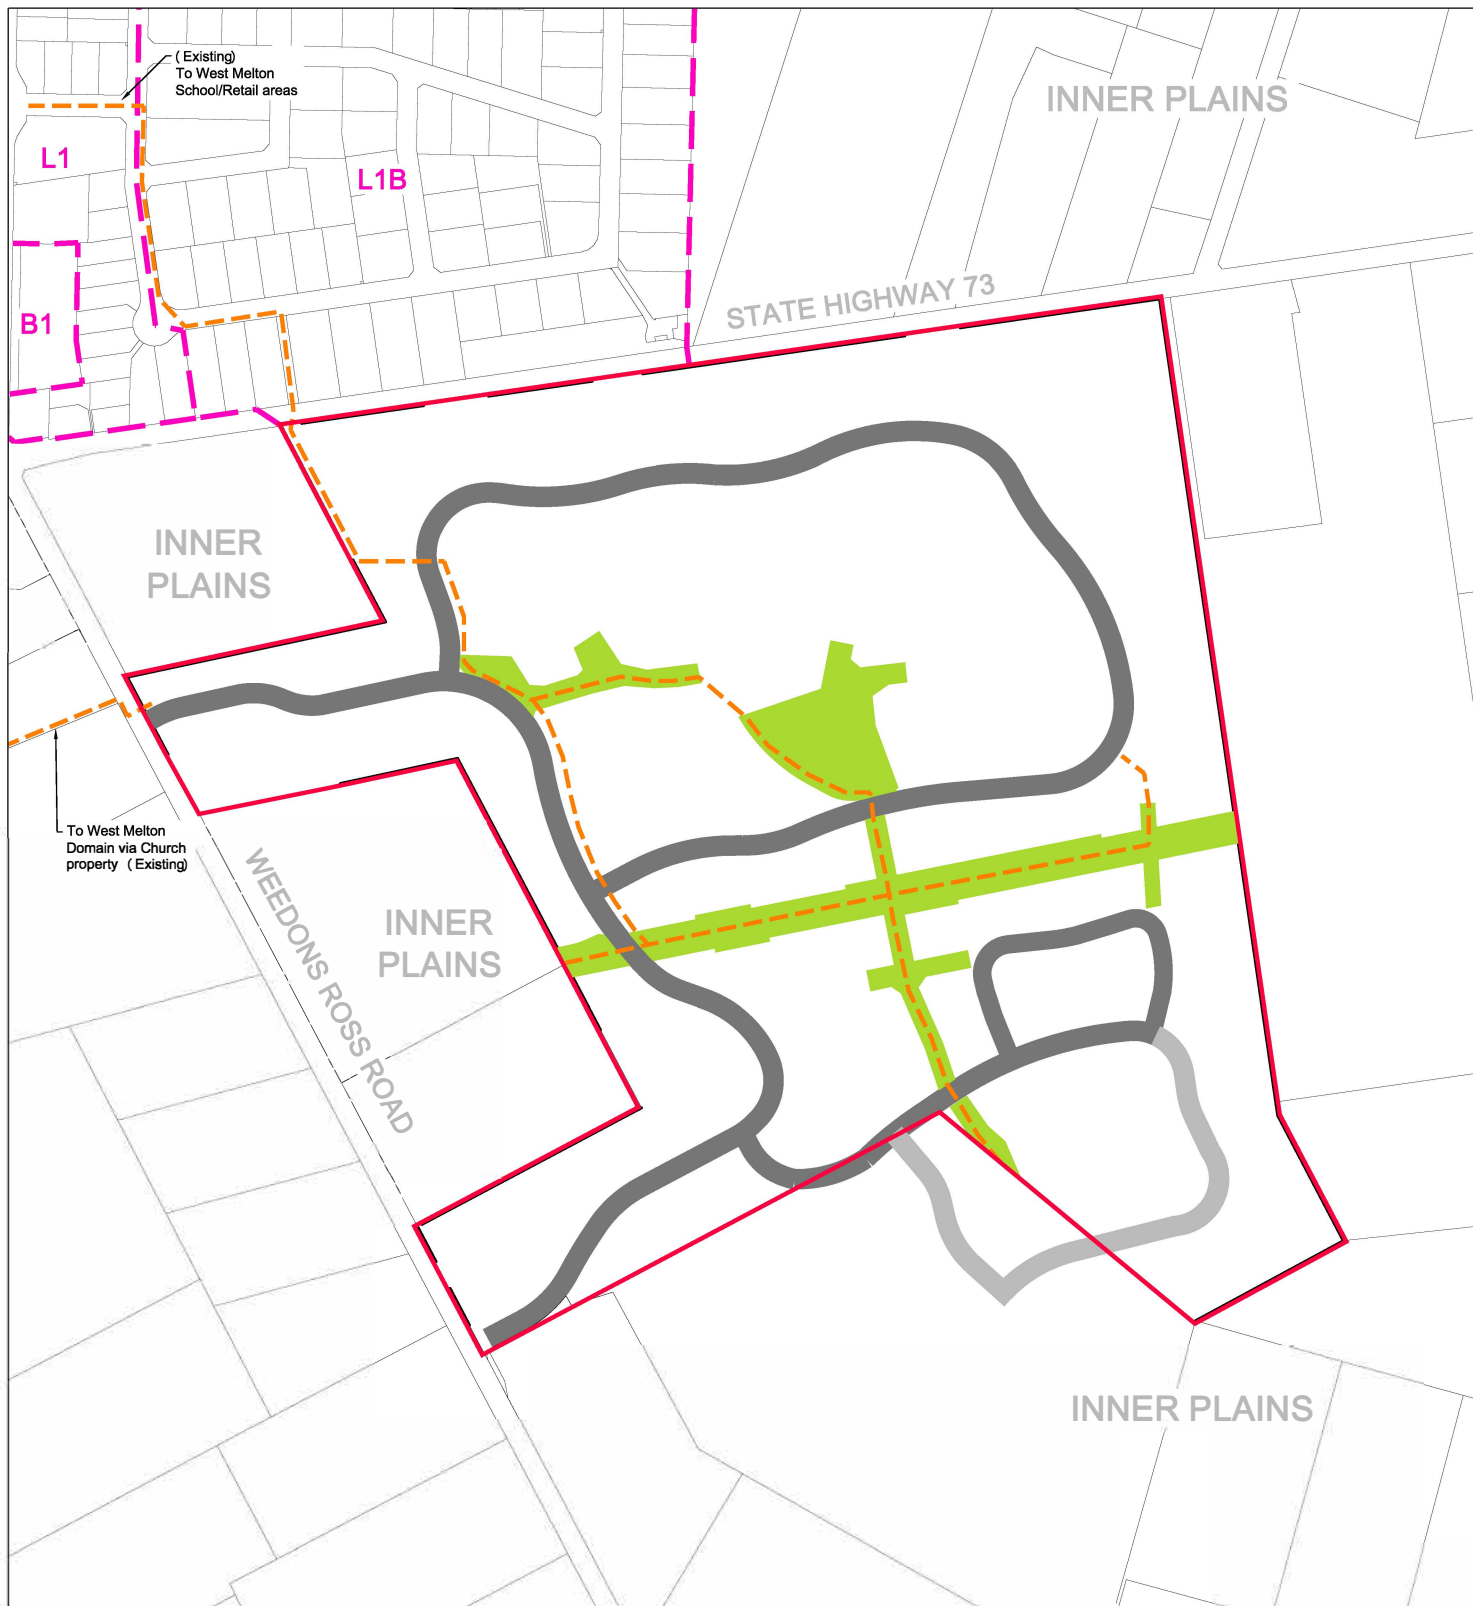 ( Existing)
To West Melton
School/Retail areas
INNER PLAINS
L1
L1B
B1
STATE HIGHWAY 73
INNER
PLAINS
To West Melton
Domain via Church
property ( Existing)
WEEDONS ROSS ROAD
INNER
PLAINS
INNER PLAINS